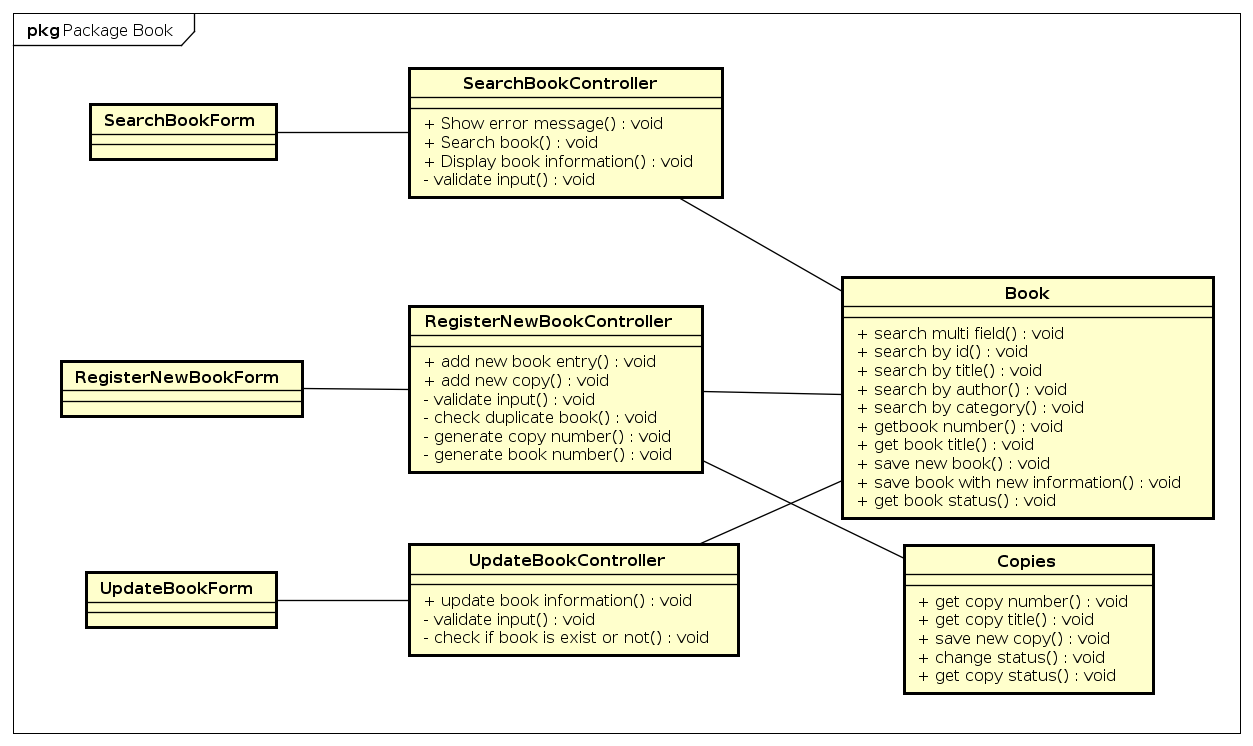 pkg Package Book
SearchBookController
+ Show error message() : void
+ Search book() : void
+ Display book information() : void
- validate input() : void
SearchBookForm
Book
+ search multi field() : void
+ search by id() : void
+ search by title() : void
+ search by author() : void
+ search by category() : void
+ getbook number() : void
+ get book title() : void
+ save new book() : void
+ save book with new information() : void
+ get book status() : void
RegisterNewBookController
+ add new book entry() : void
+ add new copy() : void
- validate input() : void
- check duplicate book() : void
- generate copy number() : void
- generate book number() : void
RegisterNewBookForm
UpdateBookController
+ update book information() : void
- validate input() : void
- check if book is exist or not() : void
UpdateBookForm
Copies
+ get copy number() : void
+ get copy title() : void
+ save new copy() : void
+ change status() : void
+ get copy status() : void